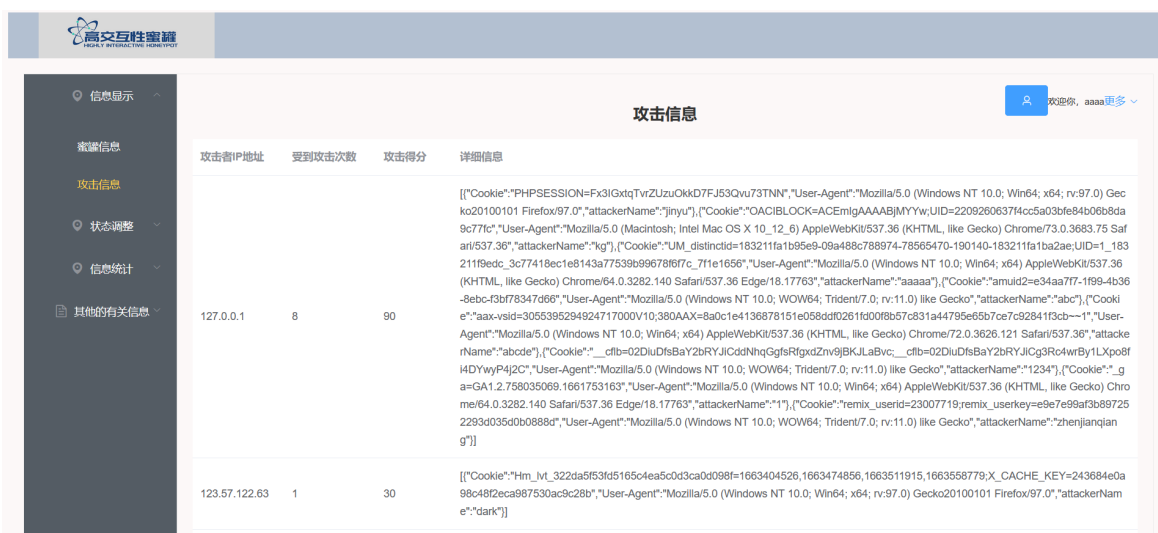 高交互性蜜罐
HIGHLY INTERACTIVE HONEYPOT
信息显示
欢迎你，aaaa更多
攻击信息
蜜罐信息
攻击信息
状态调整
信息统计
其他的有关信息
攻击者IP地址 受到攻击次数 攻击得分 详细信息
[{"Cookie":"PHPSESSION=Fx3IGxtqTvrZUzuOkkD7FJ53Qvu73TNN","User-Agent":"Mozilla/5.0 (Windows NT 10.0; Win64; x64; rv:97.0) Gec
ko20100101 Firefox/97.0","attackerName":"jinyu"},{"Cookie":"OACIBLOCK=ACEmIgAAAABjMYYw;UID=2209260637f4cc5a03bfe84b06b8da
9c77fc","User-Agent":"Mozilla/5.0 (Macintosh; Intel Mac OS X 10_12_6) AppleWebKit/537.36 (KHTML, like Gecko) Chrome/73.0.3683.75 Saf
ari/537.36","attackerName":"kg"},{"Cookie":"UM_distinctid=183211fa1b95e9-09a488c788974-78565470-190140-183211fa1ba2ae;UID=1_183
211f9edc_3c77418ec1e8143a77539b99678f6f7c_7f1e1656","User-Agent":"Mozilla/5.0 (Windows NT 10.0; Win64; x64) AppleWebKit/537.36
(KHTML, like Gecko) Chrome/64.0.3282.140 Safari/537.36 Edge/18.17763","attackerName":"aaaaa"},{"Cookie":"amuid2=e34aa7f7-1f99-4b36
-8ebc-f3bf78347d66","User-Agent":"Mozilla/5.0 (Windows NT 10.0; WOW64; Trident/7.0; rv:11.0) like Gecko","attackerName":"abc"},{"Cooki
127.0.0.1 8 90 e":"aax-vsid=3055395294924717000V10;380AAX=8a0c1e4136878151e058ddf0261fd00f8b57c831a44795e65b7ce7c92841f3cb~~1","User-
Agent":"Mozilla/5.0 (Windows NT 10.0; Win64; x64) AppleWebKit/537.36 (KHTML, like Gecko) Chrome/72.0.3626.121 Safari/537.36","attacke
rName":"abcde"},{"Cookie":"__cflb=02DiuDfsBaY2bRYJiCddNhqGgfsRfgxdZnv9jBKJLaBvc;__cflb=02DiuDfsBaY2bRYJiCg3Rc4wrBy1LXpo8f
i4DYwyP4j2C","User-Agent":"Mozilla/5.0 (Windows NT 10.0; WOW64; Trident/7.0; rv:11.0) like Gecko","attackerName":"1234"},{"Cookie":"_g
a=GA1.2.758035069.1661753163","User-Agent":"Mozilla/5.0 (Windows NT 10.0; Win64; x64) AppleWebKit/537.36 (KHTML, like Gecko) Chro
me/64.0.3282.140 Safari/537.36 Edge/18.17763","attackerName":"1"},{"Cookie":"remix_userid=23007719;remix_userkey=e9e7e99af3b89725
2293d035d0b0888d","User-Agent":"Mozilla/5.0 (Windows NT 10.0; WOW64; Trident/7.0; rv:11.0) like Gecko","attackerName":"zhenjianqian
g"}]
[{"Cookie":"Hm_lvt_322da5f53fd5165c4ea5c0d3ca0d098f=1663404526,1663474856,1663511915,1663558779;X_CACHE_KEY=243684e0a
123.57.122.63 1 30 98c48f2eca987530ac9c28b","User-Agent":"Mozilla/5.0 (Windows NT 10.0; Win64; x64; rv:97.0) Gecko20100101 Firefox/97.0","attackerNam
e":"dark"}]